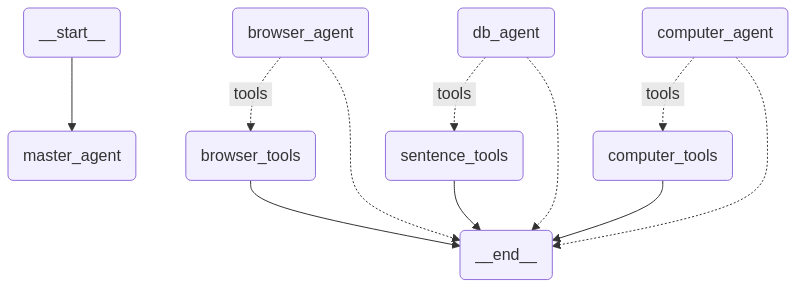 __start__
browser_agent
db_agent
computer_agent
tools
tools
tools
master_agent
browser_tools
sentence_tools
computer_tools
__end__